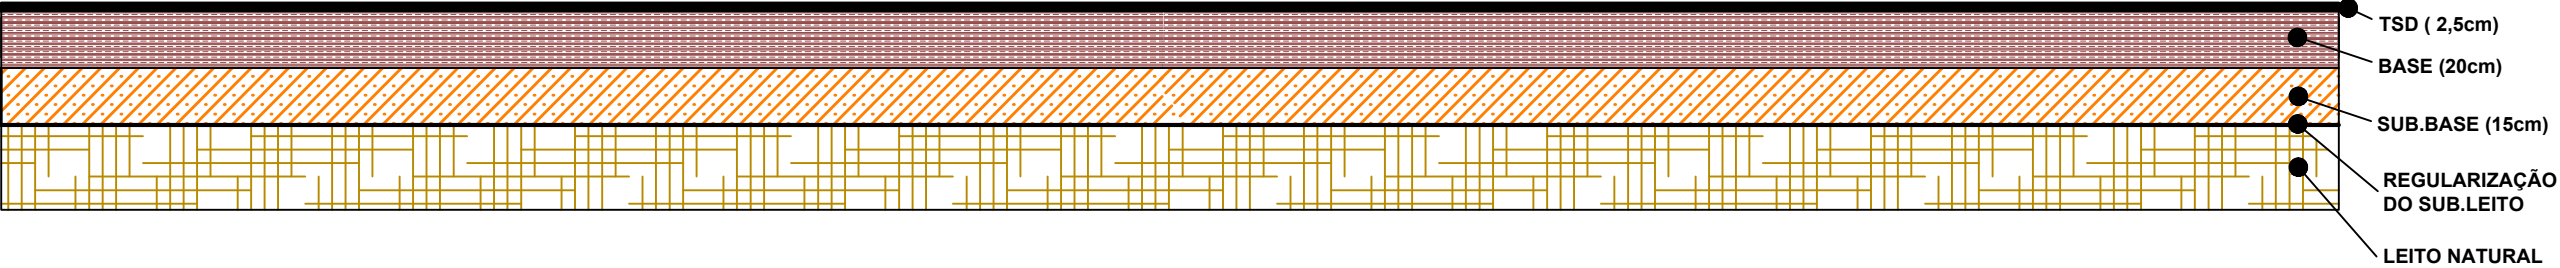 TSD ( 2,5cm)
BASE (20cm)
SUB.BASE (15cm)
REGULARIZAÇÃO
DO SUB.LEITO
LEITO NATURAL